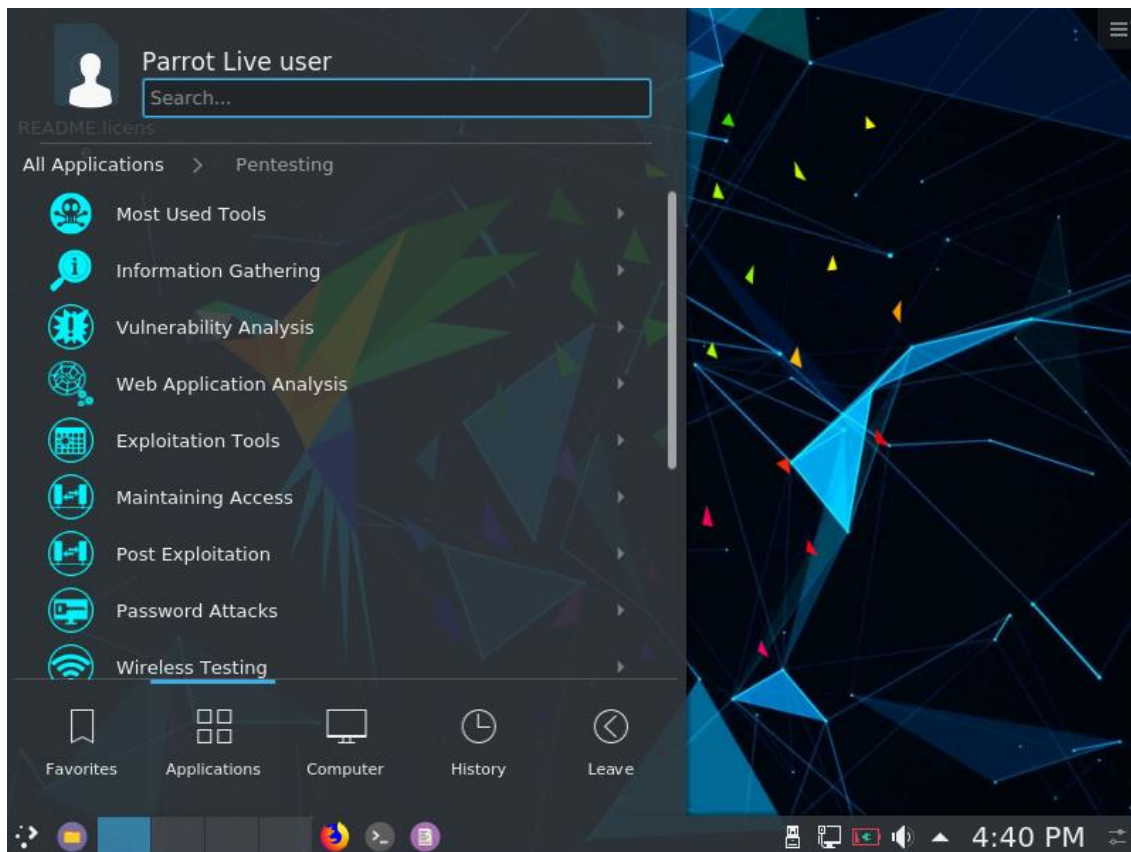 Parrot Live user
Search...
README.licens
e
All Applications > Pentesting
Most Used Tools
Information Gathering
Vulnerability Analysis
Web Application Analysis
Exploitation Tools
Maintaining Access
Post Exploitation
Password Attacks
Wireless Testing
Favorites Applications Computer History Leave
4:40 PM